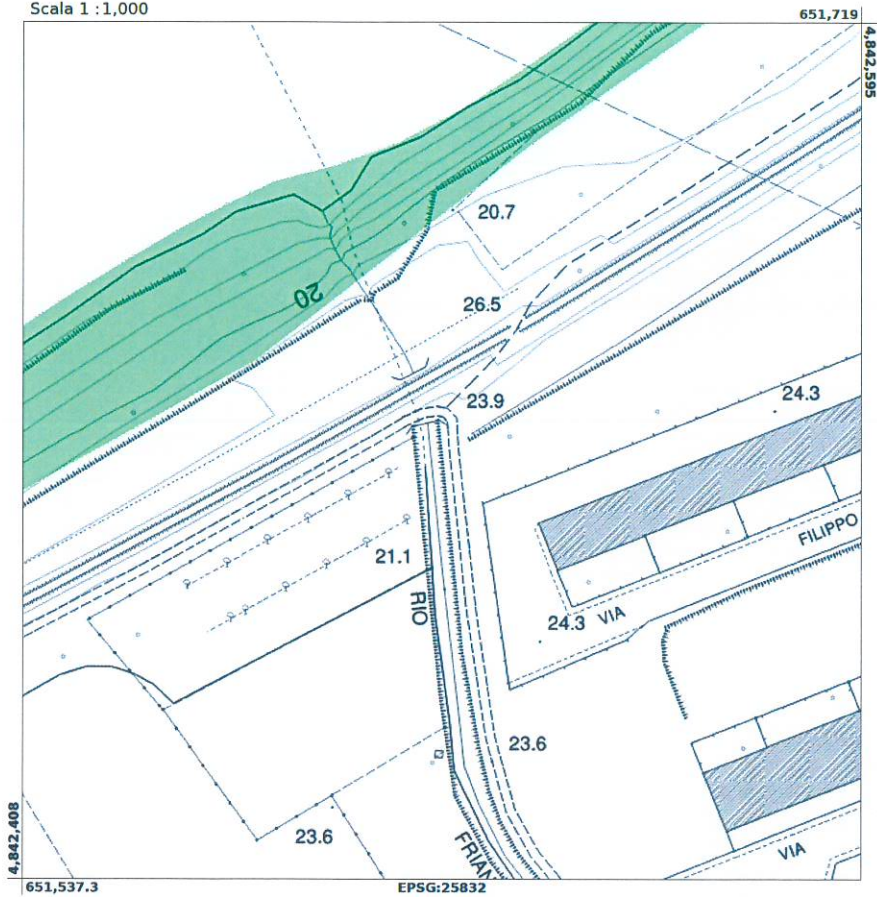 Scala 1 :1,000
651,719
4,842,595
20.7
20
26.5
23.9
24.3
21.1
FILIPPO
RIO
24.3
VIA
23.6
23.6
FRIAN
VIA
4,842,408
651,537.3
EPSG:25832